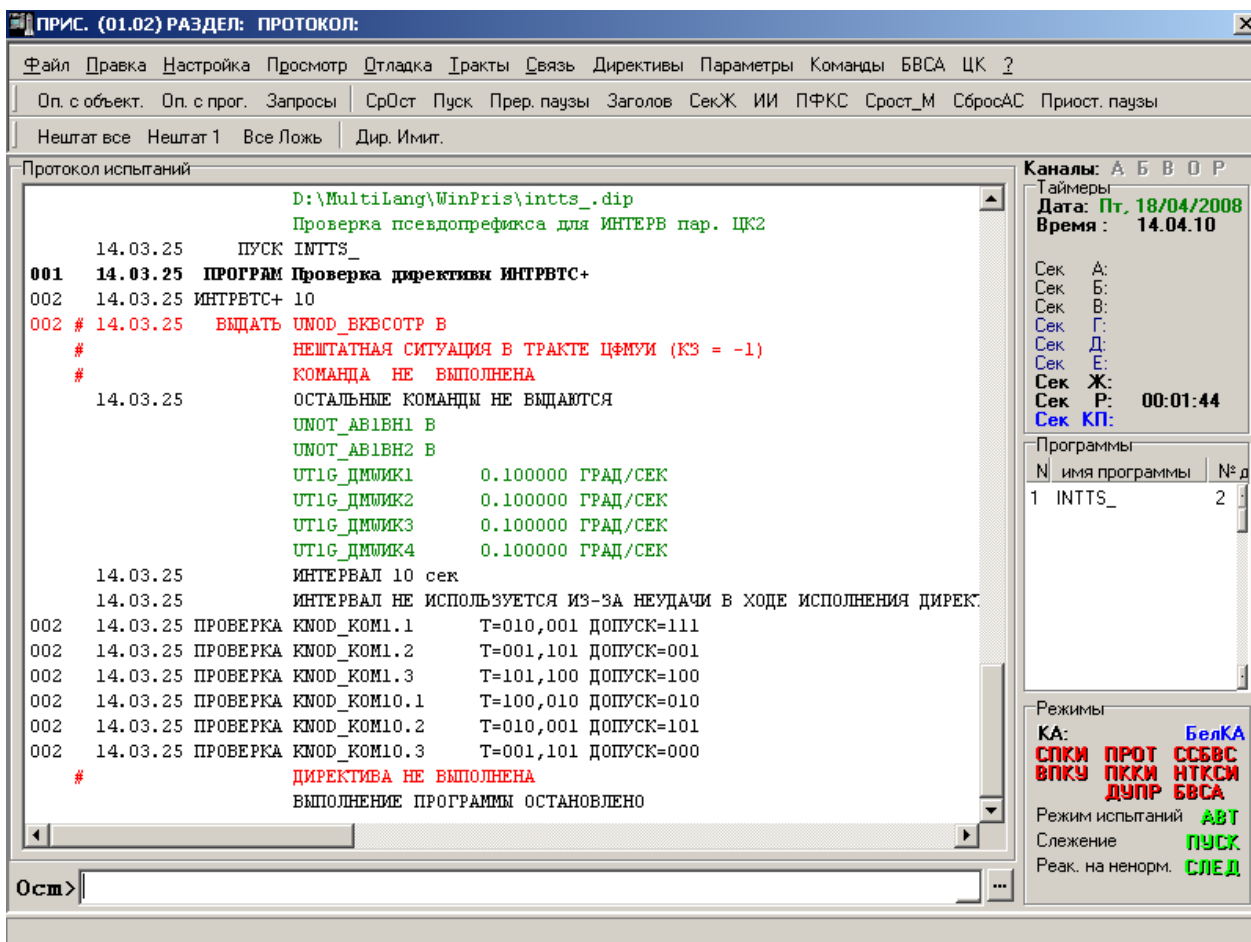 ПРИС. (01.02) РАЗДЕЛ: ПРОТОКОЛ:
Файл Правка Настройка Просмотр Отладка Тракты Связь Директивы Параметры Команды БВСА ЦК ?
Оп. с объект. Оп. с прог. Запросы СрОст Пуск Прер. паузы Заголов СекЖ ИИ ПФКС Срост_М СбросАС Приост. паузы
Нештат все Нештат 1 Все Ложь Дир. Имит.
Протокол испытаний
D:\MultiLang\WinPris\intts_.dip
Проверка псевдопрефикса для ИНТЕРВ пар. ЦК2
14.03.25 ПУСК INTTS_
001 14.03.25 ПРОГРАМ Проверка директивы ИНТРВТС+
002 14.03.25 ИНТРВТС+ 10
002 # 14.03.25 ВЫДАТЬ UNOD_ВКВСОТР В
# НЕШТАТНАЯ СИТУАЦИЯ В ТРАКТЕ ЦФМУИ (КЗ = -1)
# КОМАНДА НЕ ВЫПОЛНЕНА
14.03.25 ОСТАЛЬНЫЕ КОМАНДЫ НЕ ВЫДАЮТСЯ
UNOT_АВ1ВН1 В
UNOT_АВ1ВН2 В
UT1G_ДМWИК1 0.100000 ГРАД/СЕК
UT1G_ДМWИК2 0.100000 ГРАД/СЕК
UT1G_ДМWИК3 0.100000 ГРАД/СЕК
UT1G_ДМWИК4 0.100000 ГРАД/СЕК
14.03.25 ИНТЕРВАЛ 10 сек
14.03.25 ИНТЕРВАЛ НЕ ИСПОЛЬЗУЕТСЯ ИЗ-ЗА НЕУДАЧИ В ХОДЕ ИСПОЛНЕНИЯ ДИРЕКТ
002 14.03.25 ПРОВЕРКА KNOD_КОМ1.1 Т=010,001 ДОПУСК=111
002 14.03.25 ПРОВЕРКА KNOD_КОМ1.2 Т=001,101 ДОПУСК=001
002 14.03.25 ПРОВЕРКА KNOD_КОМ1.3 Т=101,100 ДОПУСК=100
002 14.03.25 ПРОВЕРКА KNOD_КОМ10.1 Т=100,010 ДОПУСК=010
002 14.03.25 ПРОВЕРКА KNOD_КОМ10.2 Т=010,001 ДОПУСК=101
002 14.03.25 ПРОВЕРКА KNOD_КОМ10.3 Т=001,101 ДОПУСК=000
# ДИРЕКТИВА НЕ ВЫПОЛНЕНА
ВЫПОЛНЕНИЕ ПРОГРАММЫ ОСТАНОВЛЕНО
Ост> ...
Каналы: А Б В О Р
Таймеры
Дата: Пт, 18/04/2008
Время : 14.04.10
Сек А:
Сек Б:
Сек В:
Сек Г:
Сек Д:
Сек Е:
Сек Ж:
Сек Р: 00:01:44
Сек КП:
Программы
N имя программы № д
1 INTTS_ 2
Режимы
КА: БелКА
СПКИ ПРОТ ССБВС
ВПКУ ПККИ НТКСИ
ДУПР БВСА
Режим испытаний АВТ
Слежение ПУСК
Реак. на ненорм. СЛЕД